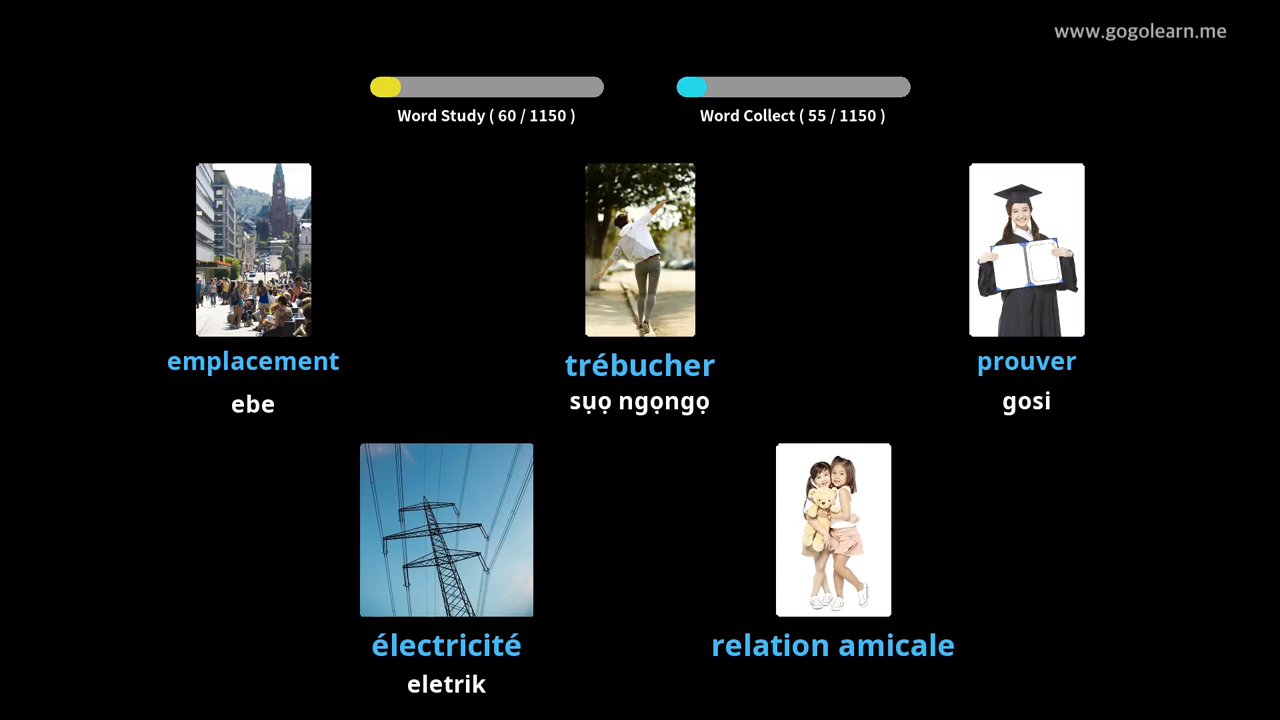 www.gogolearn.me
Word Study ( 60 / 1150 )
Word Collect ( 55 / 1150 )
emplacement
ebe
trébucher
sụọ ngọngọ
prouver
gosi
électricité
eletrik
relation amicale